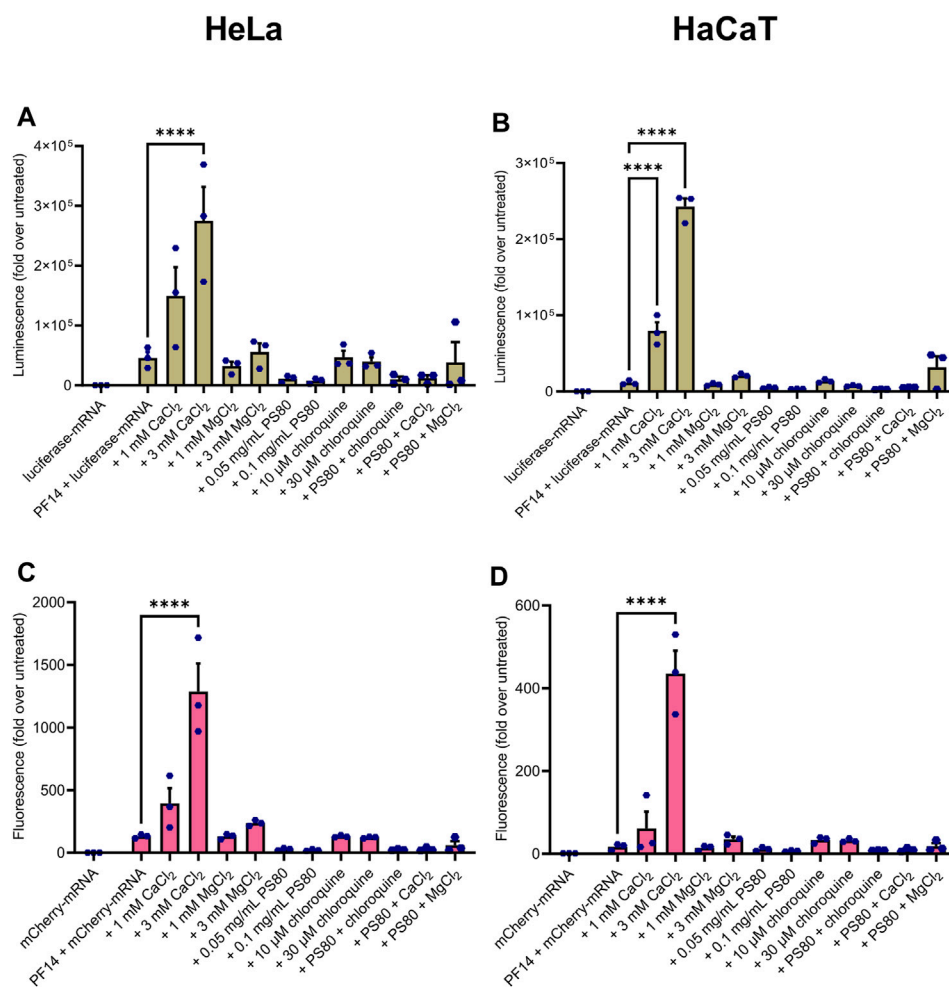 HeLa
HaCaT
A
Luminescence (fold over untreated)
4×10⁵
3×10⁵
2×10⁵
1×10⁵
0
****
luciferase-mRNA
PF14 + luciferase-mRNA
+ 1 mM CaCl₂
+ 3 mM CaCl₂
+ 1 mM MgCl₂
+ 3 mM MgCl₂
+ 0.05 mg/mL PS80
+ 0.1 mg/mL PS80
+ 10 µM chloroquine
+ 30 µM chloroquine
+ PS80 + chloroquine
+ PS80 + CaCl₂
+ PS80 + MgCl₂
B
Luminescence (fold over untreated)
3×10⁵
2×10⁵
1×10⁵
0
****
****
luciferase-mRNA
PF14 + luciferase-mRNA
+ 1 mM CaCl₂
+ 3 mM CaCl₂
+ 1 mM MgCl₂
+ 3 mM MgCl₂
+ 0.05 mg/mL PS80
+ 0.1 mg/mL PS80
+ 10 µM chloroquine
+ 30 µM chloroquine
+ PS80 + chloroquine
+ PS80 + CaCl₂
+ PS80 + MgCl₂
C
Fluorescence (fold over untreated)
2000
1500
1000
500
0
****
mCherry-mRNA
PF14 + mCherry-mRNA
+ 1 mM CaCl₂
+ 3 mM CaCl₂
+ 1 mM MgCl₂
+ 3 mM MgCl₂
+ 0.05 mg/mL PS80
+ 0.1 mg/mL PS80
+ 10 µM chloroquine
+ 30 µM chloroquine
+ PS80 + chloroquine
+ PS80 + CaCl₂
+ PS80 + MgCl₂
D
Fluorescence (fold over untreated)
600
400
200
0
****
mCherry-mRNA
PF14 + mCherry-mRNA
+ 1 mM CaCl₂
+ 3 mM CaCl₂
+ 1 mM MgCl₂
+ 3 mM MgCl₂
+ 0.05 mg/mL PS80
+ 0.1 mg/mL PS80
+ 10 µM chloroquine
+ 30 µM chloroquine
+ PS80 + chloroquine
+ PS80 + CaCl₂
+ PS80 + MgCl₂